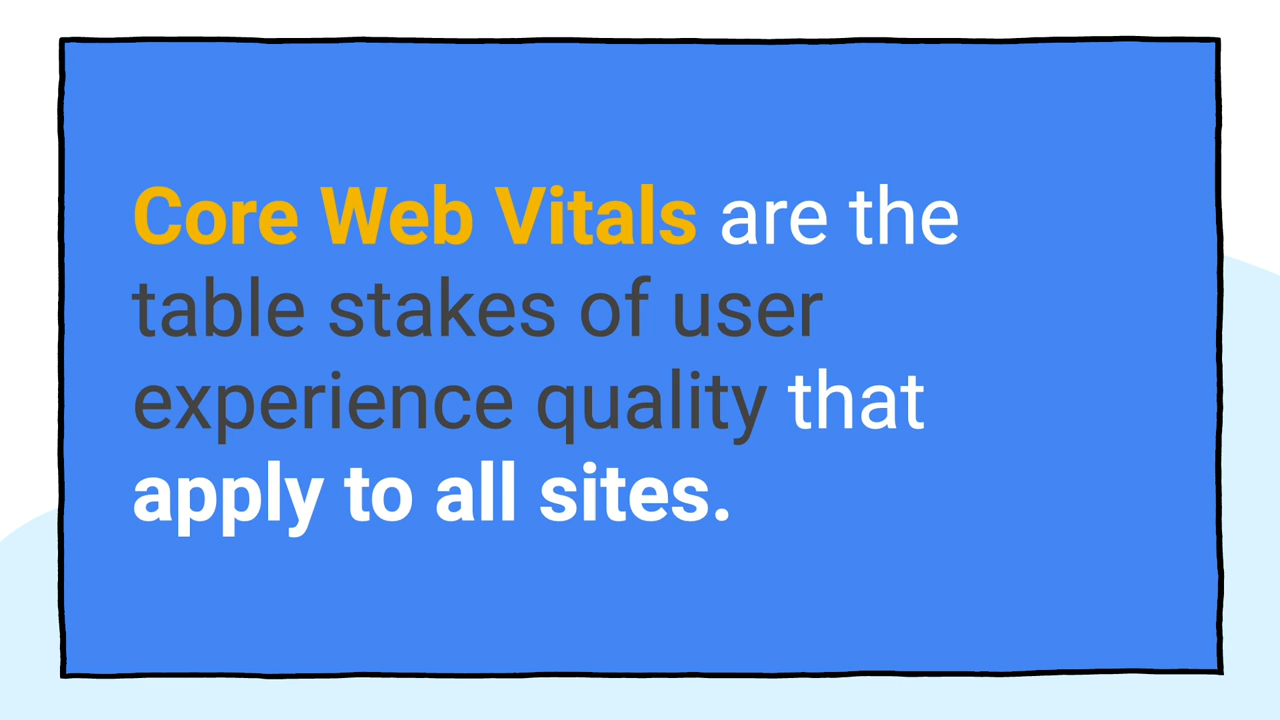 Core Web Vitals are the
table stakes of user
experience quality that
apply to all sites.